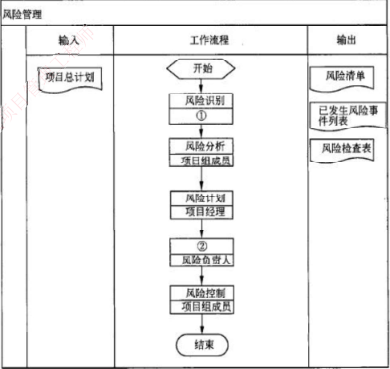 风险管理
输入
工作流程
输出
项目总计划
开始
风险识别
①
风险分析
项目组成员
风险计划
项目经理
②
风险负责人
风险控制
项目组成员
结束
风险清单
已发生风险事
件列表
风险检查表